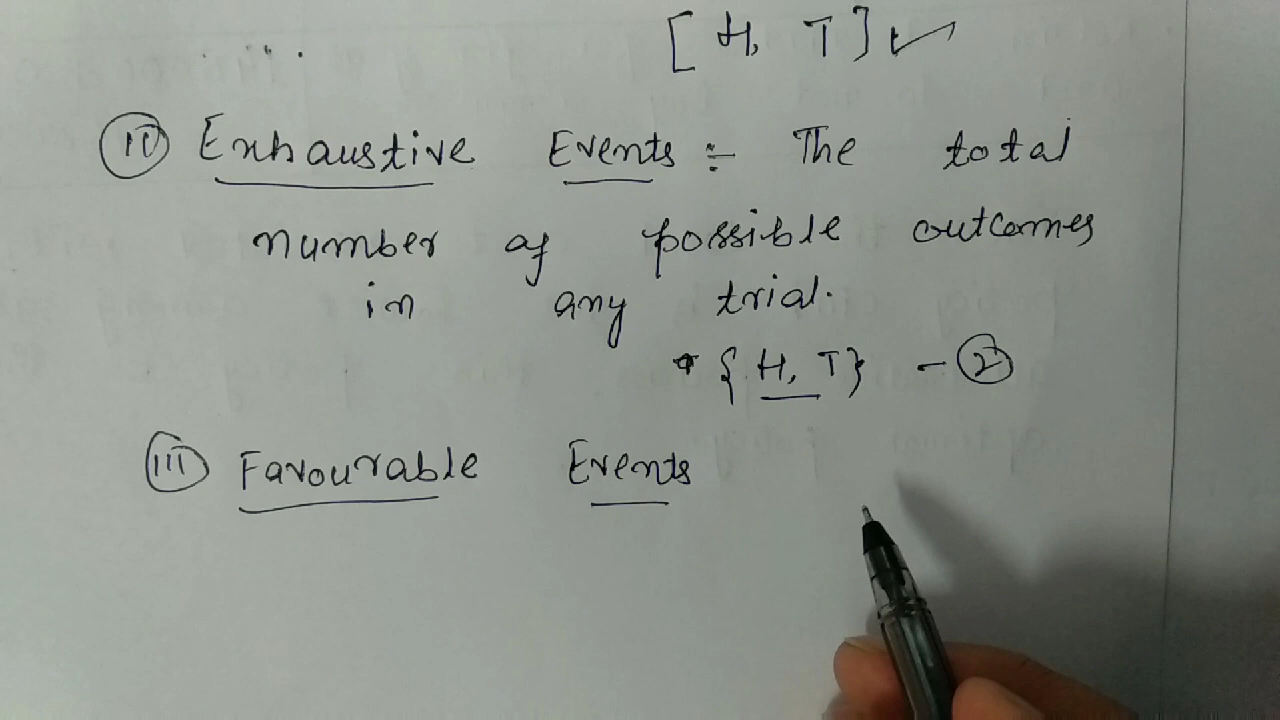 [H, T] ✓
(ii) Exhaustive Events :- The total
number of possible outcomes
in any trial.
{H, T} - ②
(iii) Favourable Events